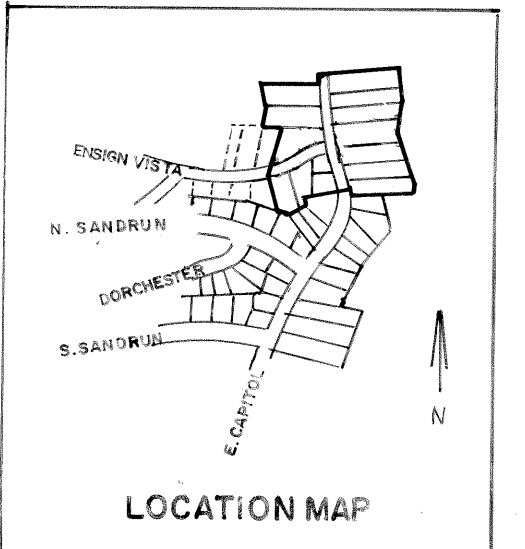 ENSIGN VISTA
N. SANDRUN
DORCHESTER
S. SANDRUN
E. CAPITOL
N
LOCATION MAP